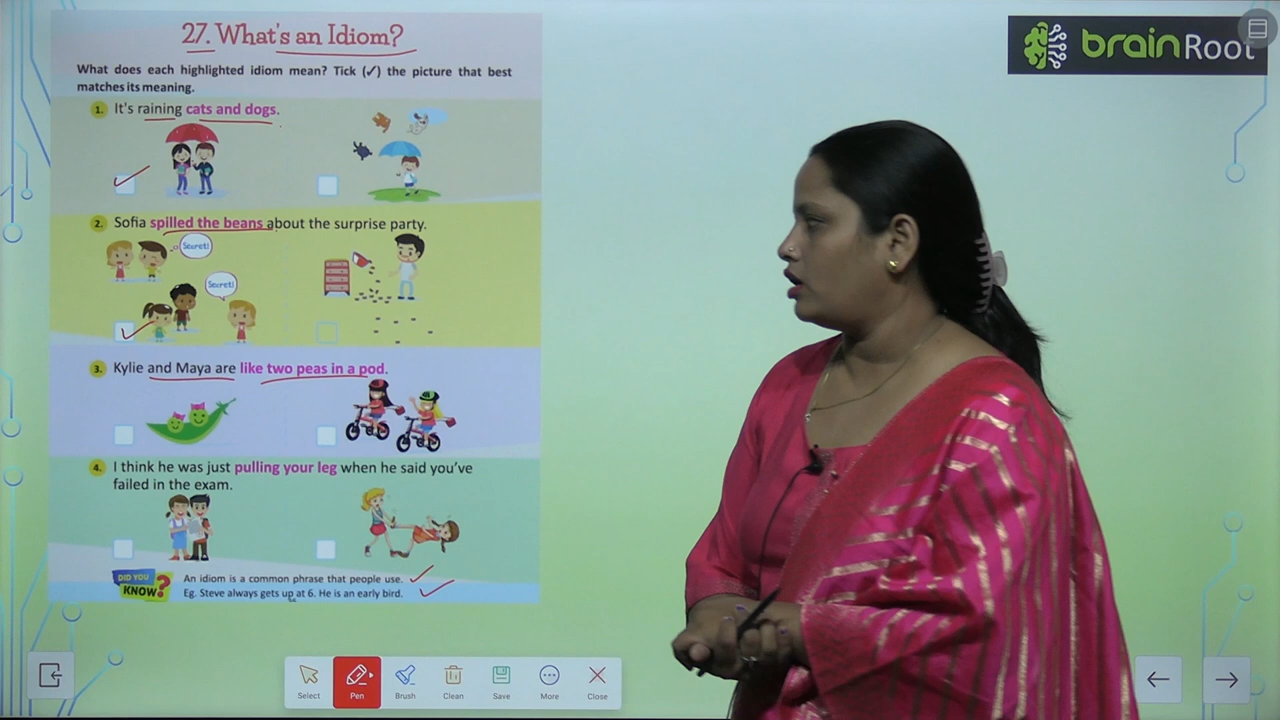 27. What's an Idiom?
brainRoot
What does each highlighted idiom mean? Tick (✓) the picture that best
matches its meaning.
1. It's raining cats and dogs.
2. Sofia spilled the beans about the surprise party.
Secret!
Secret!
3. Kylie and Maya are like two peas in a pod.
4. I think he was just pulling your leg when he said you've
failed in the exam.
DID YOU
KNOW?
An idiom is a common phrase that people use.
Eg. Steve always gets up at 6. He is an early bird.
Select
Pen
Brush
Clean
Save
More
Close